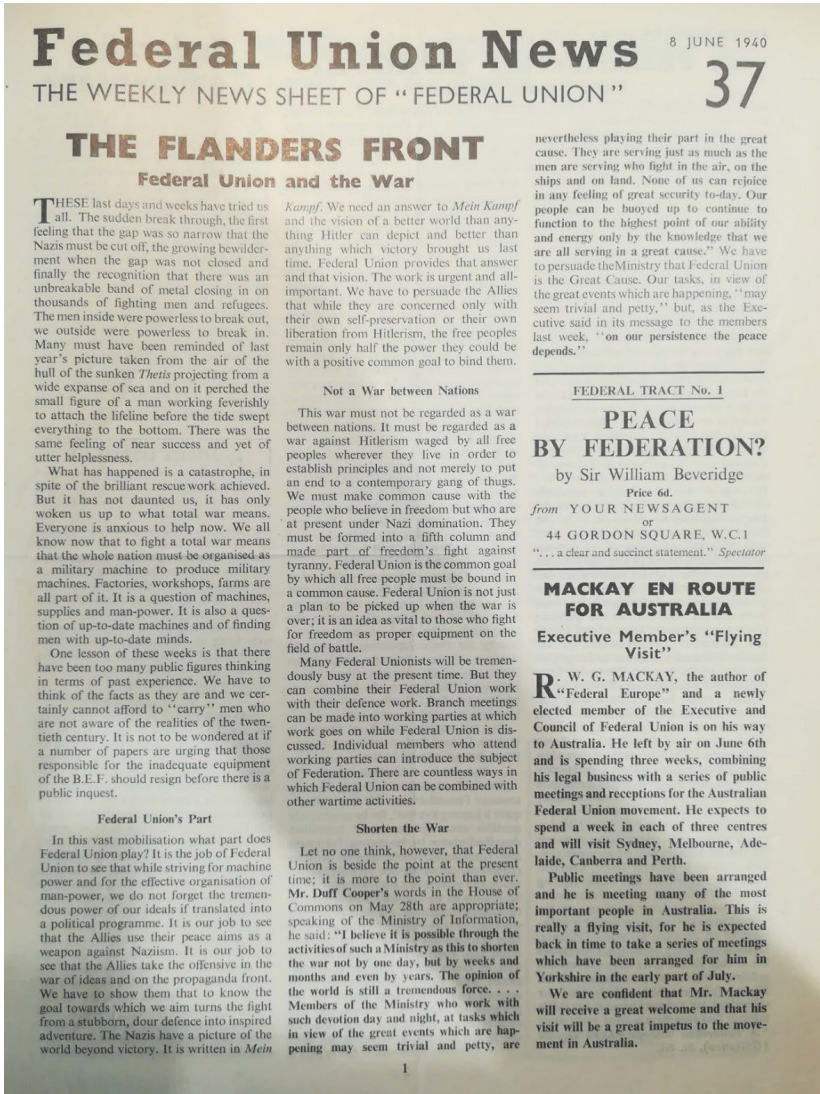 Federal Union News
8 JUNE 1940
THE WEEKLY NEWS SHEET OF "FEDERAL UNION"
37
THE FLANDERS FRONT
Federal Union and the War
THESE last days and weeks have tried us
all. The sudden break through, the first
feeling that the gap was so narrow that the
Nazis must be cut off, the growing bewilder-
ment when the gap was not closed and
finally the recognition that there was an
unbreakable band of metal closing in on
thousands of fighting men and refugees.
The men inside were powerless to break out,
we outside were powerless to break in.
Many must have been reminded of last
year's picture taken from the air of the
hull of the sunken Thetis projecting from a
wide expanse of sea and on it perched the
small figure of a man working feverishly
to attach the lifeline before the tide swept
everything to the bottom. There was the
same feeling of near success and yet of
utter helplessness.
What has happened is a catastrophe, in
spite of the brilliant rescue work achieved.
But it has not daunted us, it has only
woken us up to what total war means.
Everyone is anxious to help now. We all
know now that to fight a total war means
that the whole nation must be organised as
a military machine to produce military
machines. Factories, workshops, farms are
all part of it. It is a question of machines,
supplies and man-power. It is also a ques-
tion of up-to-date machines and of finding
men with up-to-date minds.
One lesson of these weeks is that there
have been too many public figures thinking
in terms of past experience. We have to
think of the facts as they are and we cer-
tainly cannot afford to "carry" men who
are not aware of the realities of the twen-
tieth century. It is not to be wondered at if
a number of papers are urging that those
responsible for the inadequate equipment
of the B.E.F. should resign before there is a
public inquest.
Federal Union's Part
In this vast mobilisation what part does
Federal Union play? It is the job of Federal
Union to see that while striving for machine
power and for the effective organisation of
man-power, we do not forget the tremen-
dous power of our ideals if translated into
a political programme. It is our job to see
that the Allies use their peace aims as a
weapon against Naziism. It is our job to
see that the Allies take the offensive in the
war of ideas and on the propaganda front.
We have to show them that to know the
goal towards which we aim turns the fight
from a stubborn, dour defence into inspired
adventure. The Nazis have a picture of the
world beyond victory. It is written in Mein
Kampf. We need an answer to Mein Kampf
and the vision of a better world than any-
thing Hitler can depict and better than
anything which victory brought us last
time. Federal Union provides that answer
and that vision. The work is urgent and all-
important. We have to persuade the Allies
that while they are concerned only with
their own self-preservation or their own
liberation from Hitlerism, the free peoples
remain only half the power they could be
with a positive common goal to bind them.
Not a War between Nations
This war must not be regarded as a war
between nations. It must be regarded as a
war against Hitlerism waged by all free
peoples wherever they live in order to
establish principles and not merely to put
an end to a contemporary gang of thugs.
We must make common cause with the
people who believe in freedom but who are
at present under Nazi domination. They
must be formed into a fifth column and
made part of freedom's fight against
tyranny. Federal Union is the common goal
by which all free people must be bound in
a common cause. Federal Union is not just
a plan to be picked up when the war is
over; it is an idea as vital to those who fight
for freedom as proper equipment on the
field of battle.
Many Federal Unionists will be tremen-
dously busy at the present time. But they
can combine their Federal Union work
with their defence work. Branch meetings
can be made into working parties at which
work goes on while Federal Union is dis-
cussed. Individual members who attend
working parties can introduce the subject
of Federation. There are countless ways in
which Federal Union can be combined with
other wartime activities.
Shorten the War
Let no one think, however, that Federal
Union is beside the point at the present
time; it is more to the point than ever.
Mr. Duff Cooper's words in the House of
Commons on May 28th are appropriate;
speaking of the Ministry of Information,
he said: "I believe it is possible through the
activities of such a Ministry as this to shorten
the war not by one day, but by weeks and
months and even by years. The opinion of
the world is still a tremendous force. . . .
Members of the Ministry who work with
such devotion day and night, at tasks which
in view of the great events which are hap-
pening may seem trivial and petty, are
nevertheless playing their part in the great
cause. They are serving just as much as the
men are serving who fight in the air, on the
ships and on land. None of us can rejoice
in any feeling of great security to-day. Our
people can be buoyed up to continue to
function to the highest point of our ability
and energy only by the knowledge that we
are all serving in a great cause." We have
to persuade the Ministry that Federal Union
is the Great Cause. Our tasks, in view of
the great events which are happening, "may
seem trivial and petty," but, as the Exe-
cutive said in its message to the members
last week, "on our persistence the peace
depends."
FEDERAL TRACT No. 1
PEACE
BY FEDERATION?
by Sir William Beveridge
Price 6d.
from YOUR NEWSAGENT
or
44 GORDON SQUARE, W.C.1
". . . a clear and succinct statement." Spectator
MACKAY EN ROUTE
FOR AUSTRALIA
Executive Member's "Flying
Visit"
R. W. G. MACKAY, the author of
"Federal Europe" and a newly
elected member of the Executive and
Council of Federal Union is on his way
to Australia. He left by air on June 6th
and is spending three weeks, combining
his legal business with a series of public
meetings and receptions for the Australian
Federal Union movement. He expects to
spend a week in each of three centres
and will visit Sydney, Melbourne, Ade-
laide, Canberra and Perth.
Public meetings have been arranged
and he is meeting many of the most
important people in Australia. This is
really a flying visit, for he is expected
back in time to take a series of meetings
which have been arranged for him in
Yorkshire in the early part of July.
We are confident that Mr. Mackay
will receive a great welcome and that his
visit will be a great impetus to the move-
ment in Australia.
1